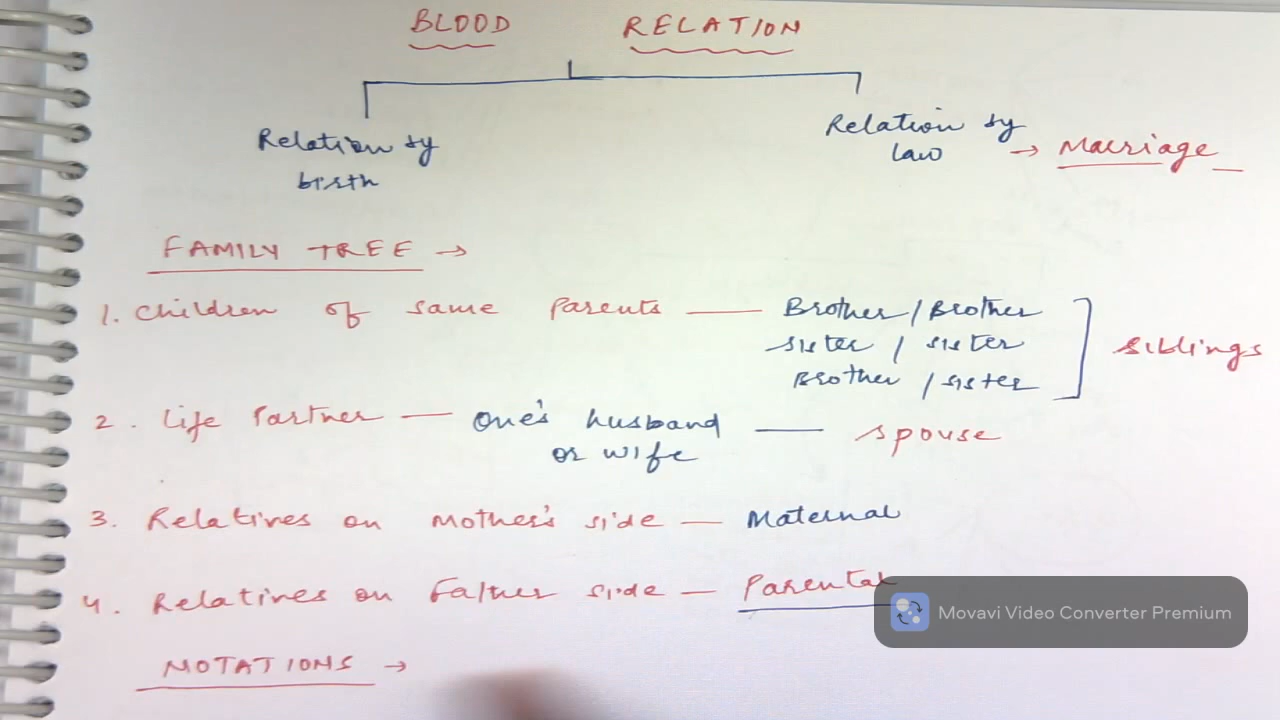 BLOOD RELATION
Relation by
birth
Relation by
law → Marriage
FAMILY TREE →
1. Children of same Parents — Brother / Brother
sister / sister
Brother / sister
siblings
2. Life Partner — One's husband
or wife — spouse
3. Relatives on Mother's side — Maternal
4. Relatives on Father side — Parental
Movavi Video Converter Premium
NOTATIONS →